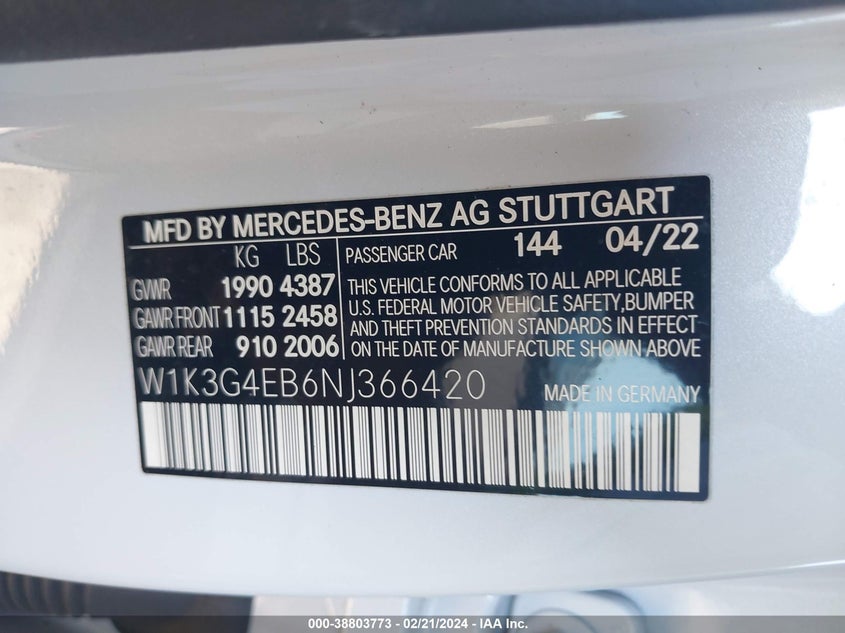 MFD BY MERCEDES-BENZ AG STUTTGART
KG LBS
PASSENGER CAR 144 04/22
GVWR 1990 4387
GAWR FRONT 1115 2458
GAWR REAR 910 2006
THIS VEHICLE CONFORMS TO ALL APPLICABLE
U.S. FEDERAL MOTOR VEHICLE SAFETY, BUMPER
AND THEFT PREVENTION STANDARDS IN EFFECT
ON THE DATE OF MANUFACTURE SHOWN ABOVE
W1K3G4EB6NJ366420
MADE IN GERMANY
000-38803773 - 02/21/2024 - IAA, Inc.